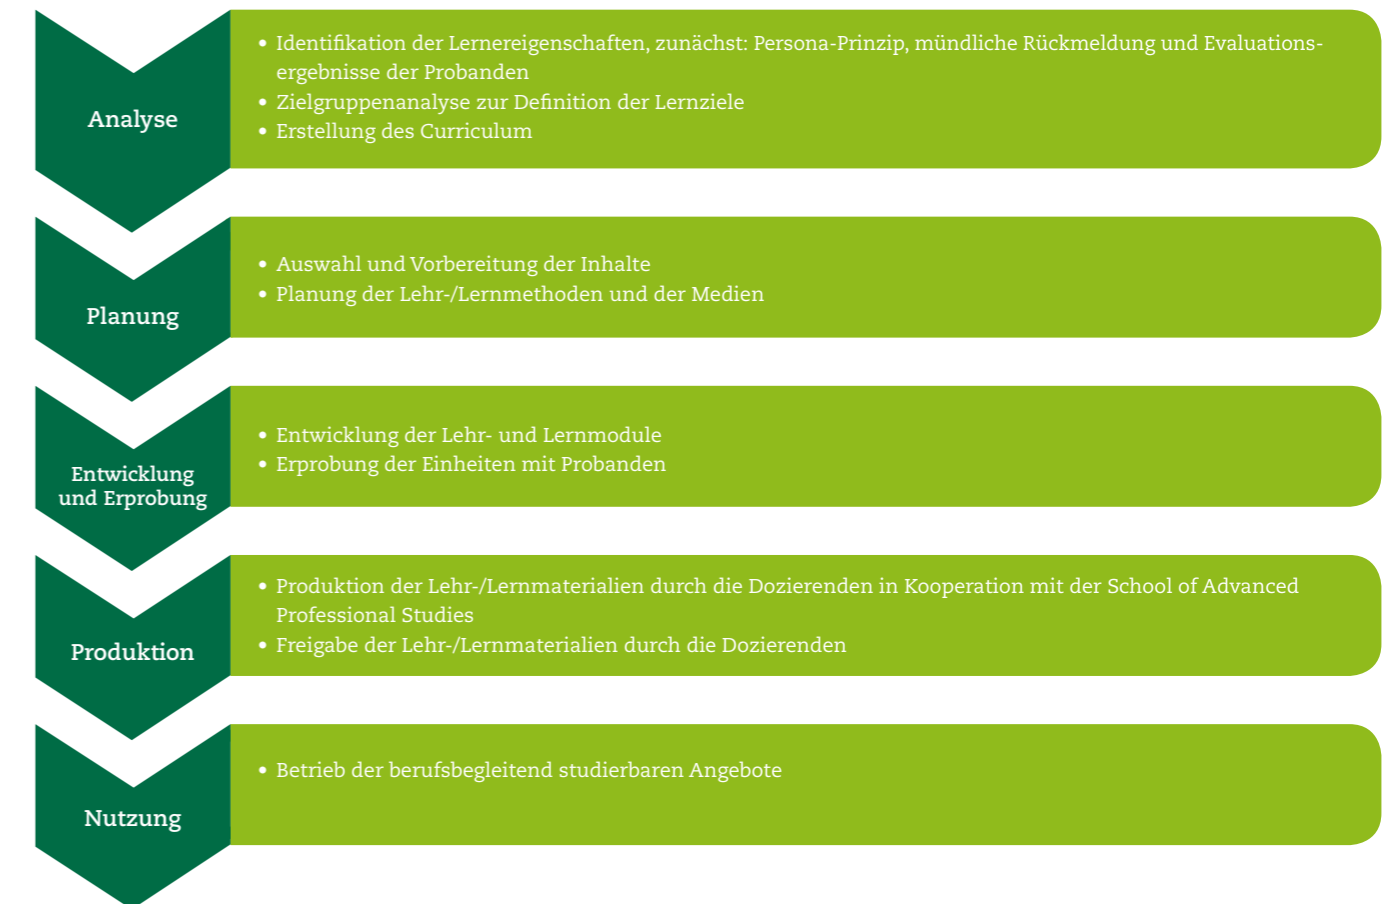 Analyse
• Identifikation der Lernereigenschaften, zunächst: Persona-Prinzip, mündliche Rückmeldung und Evaluations-
ergebnisse der Probanden
• Zielgruppenanalyse zur Definition der Lernziele
• Erstellung des Curriculum
Planung
• Auswahl und Vorbereitung der Inhalte
• Planung der Lehr-/Lernmethoden und der Medien
Entwicklung
und Erprobung
• Entwicklung der Lehr- und Lernmodule
• Erprobung der Einheiten mit Probanden
Produktion
• Produktion der Lehr-/Lernmaterialien durch die Dozierenden in Kooperation mit der School of Advanced
Professional Studies
• Freigabe der Lehr-/Lernmaterialien durch die Dozierenden
Nutzung
• Betrieb der berufsbegleitend studierbaren Angebote